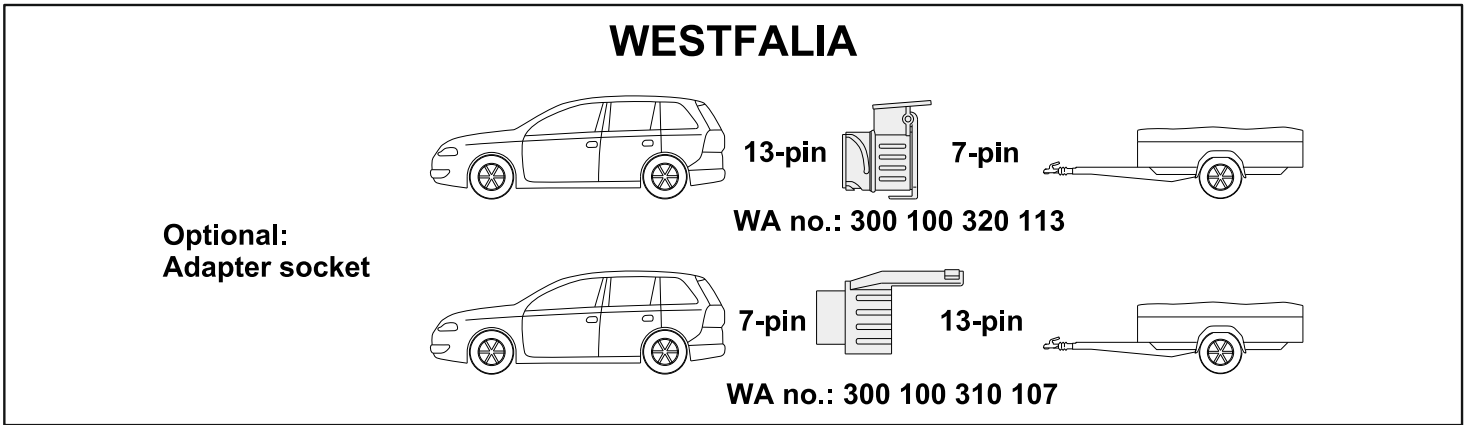 WESTFALIA
13-pin 7-pin
WA no.: 300 100 320 113
Optional:
Adapter socket
7-pin 13-pin
WA no.: 300 100 310 107